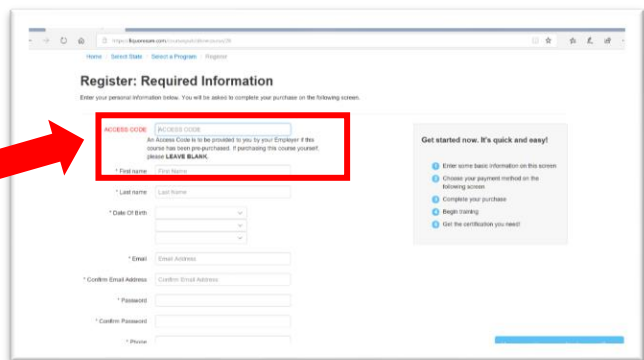 Home Select State Select a Program Register
Register: Required Information
Enter your personal information below. You will be asked to complete your purchase on the following screen.
ACCESS CODE ACCESS CODE
An Access Code is to be provided to you by your Employer if this
course has been pre-purchased. If purchasing this course yourself,
please LEAVE BLANK.
* First name First Name
* Last name Last Name
* Date Of Birth
* Email Email Address
* Confirm Email Address Confirm Email Address
* Password
* Confirm Password
* Phone
Get started now. It's quick and easy!
1 Enter some basic information on this screen
2 Choose your payment method on the
following screen
3 Complete your purchase
4 Begin training
5 Get the certification you need!